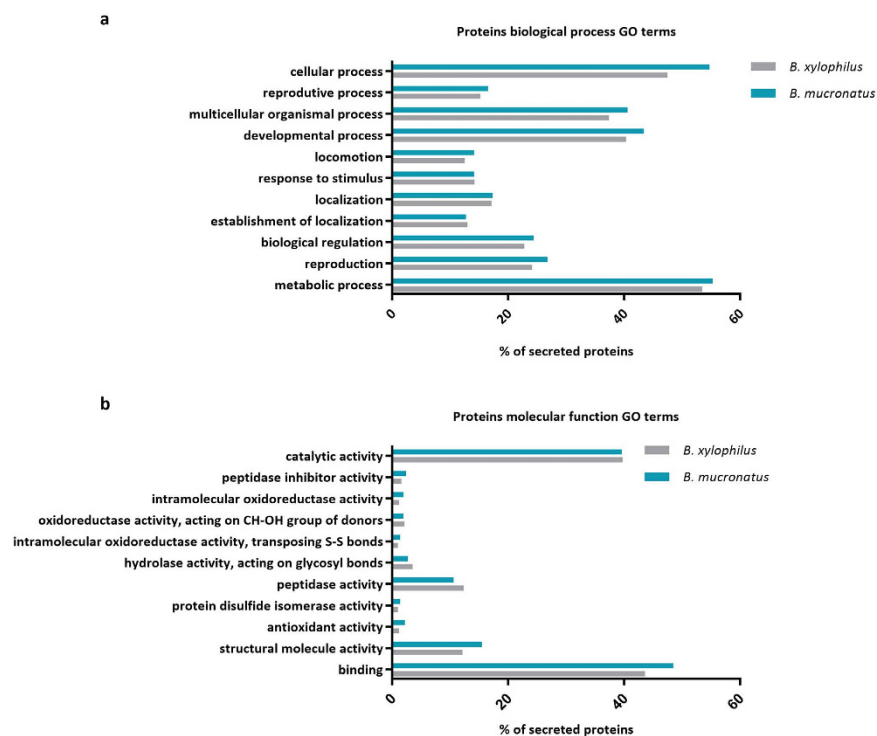 a
Proteins biological process GO terms
B. xylophilus
B. mucronatus
cellular process
reprodutive process
multicellular organismal process
developmental process
locomotion
response to stimulus
localization
establishment of localization
biological regulation
reproduction
metabolic process
0 20 40 60
% of secreted proteins
b
Proteins molecular function GO terms
B. xylophilus
B. mucronatus
catalytic activity
peptidase inhibitor activity
intramolecular oxidoreductase activity
oxidoreductase activity, acting on CH-OH group of donors
intramolecular oxidoreductase activity, transposing S-S bonds
hydrolase activity, acting on glycosyl bonds
peptidase activity
protein disulfide isomerase activity
antioxidant activity
structural molecule activity
binding
0 20 40 60
% of secreted proteins